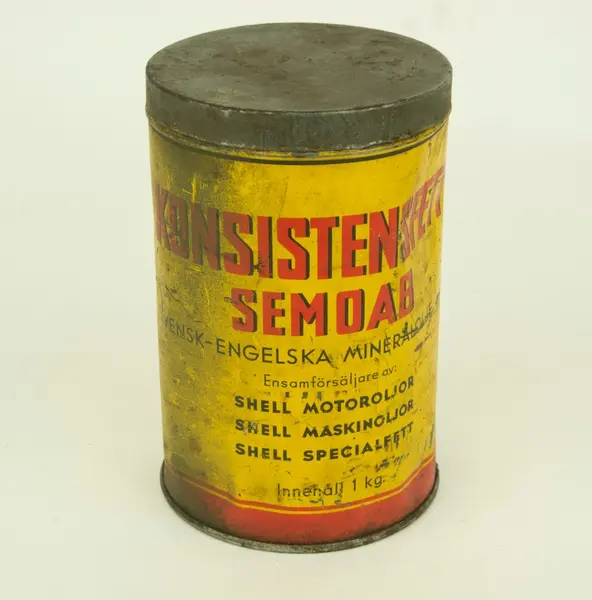 KONSISTENSFETT
SEMOAB
SVENSK-ENGELSKA MINERALOLJE
Ensamförsäljare av:
SHELL MOTOROLJOR
SHELL MASKINOLJOR
SHELL SPECIALFETT
Innehåll 1 kg.